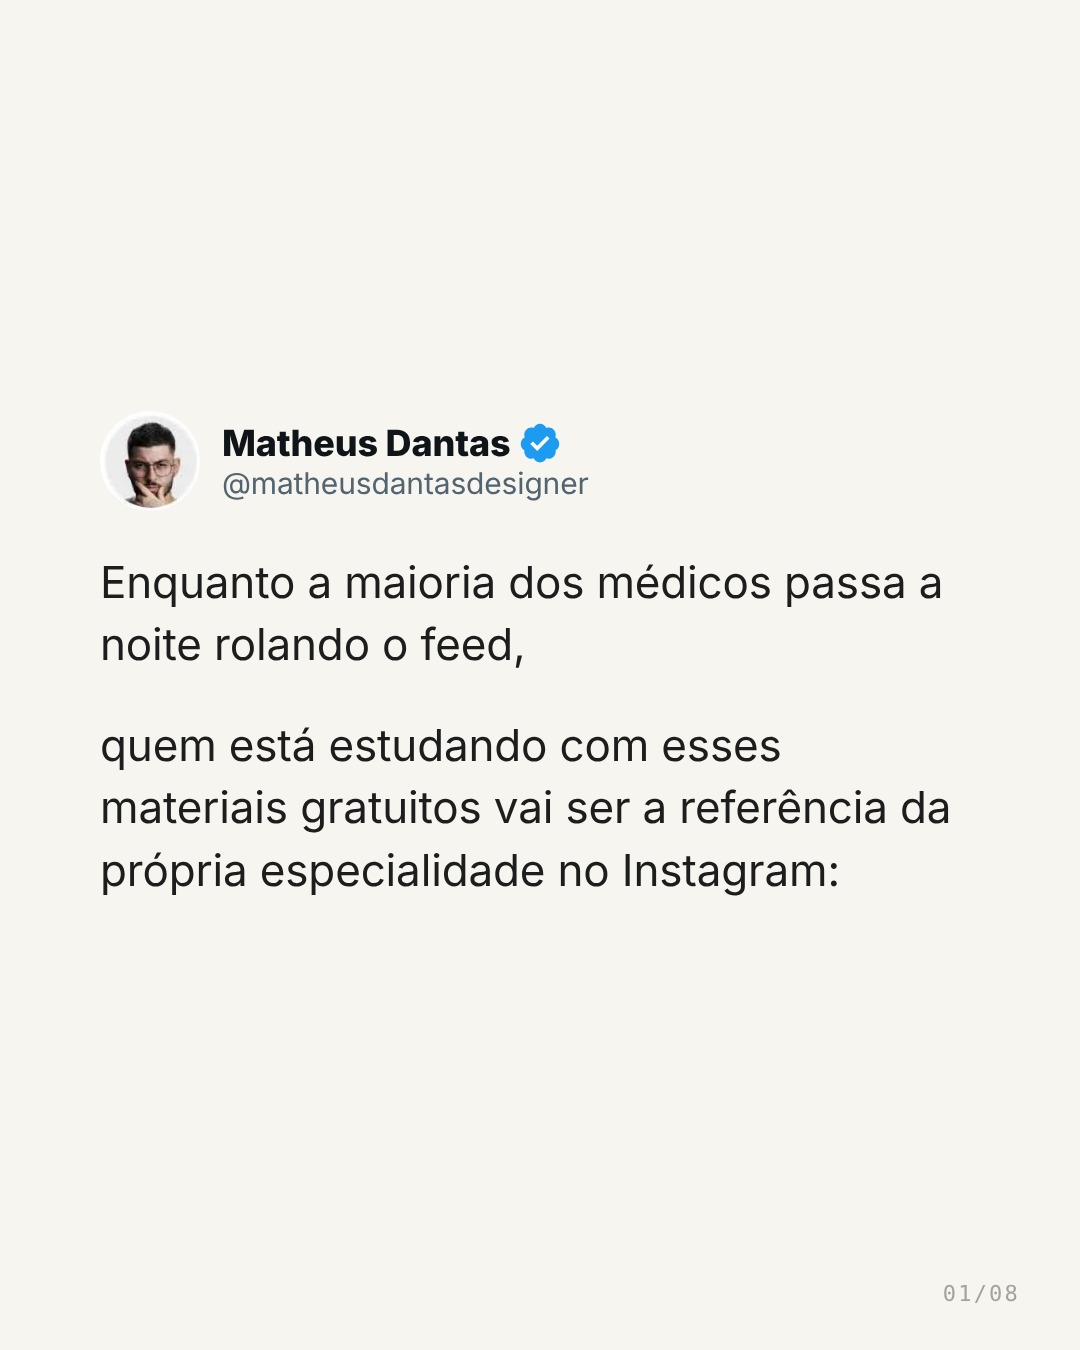 Matheus Dantas
@matheusdantasdesigner
Enquanto a maioria dos médicos passa a
noite rolando o feed,
quem está estudando com esses
materiais gratuitos vai ser a referência da
própria especialidade no Instagram:
01/08